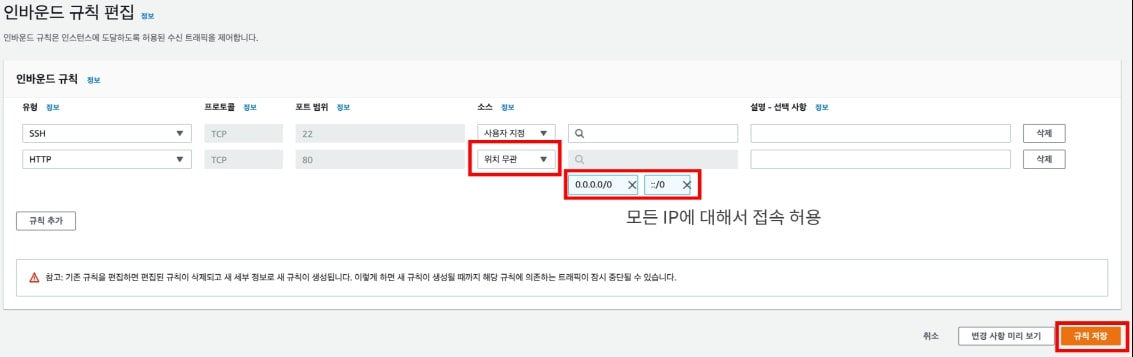 인바운드 규칙 편집 정보
인바운드 규칙은 인스턴스에 도달하도록 허용된 수신 트래픽을 제어합니다.
인바운드 규칙 정보
유형 정보 프로토콜 정보 포트 범위 정보 소스 정보 설명 - 선택 사항 정보
SSH TCP 22 사용자 지정 삭제
HTTP TCP 80 위치 무관 삭제
0.0.0.0/0 ::/0
모든 IP에 대해서 접속 허용
규칙 추가
참고: 기존 규칙을 편집하면 편집된 규칙이 삭제되고 새 세부 정보로 새 규칙이 생성됩니다. 이렇게 하면 새 규칙이 생성될 때까지 해당 규칙에 의존하는 트래픽이 잠시 중단될 수 있습니다.
취소 변경 사항 미리 보기 규칙 저장